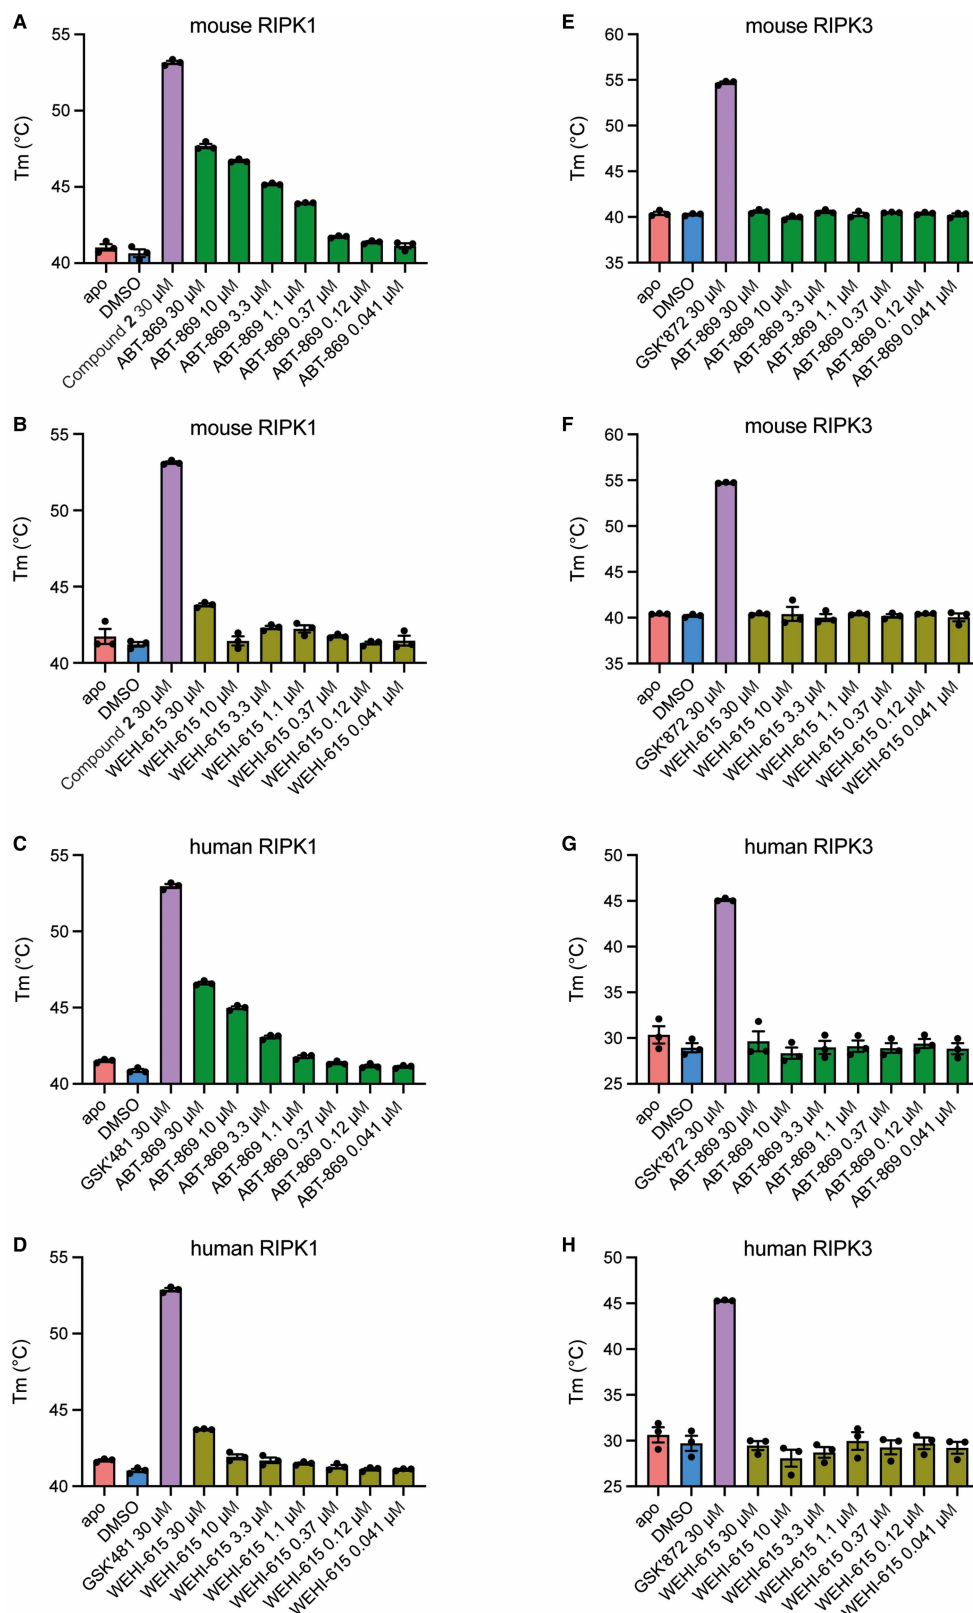 A
mouse RIPK1
55
50
45
40
Tm (°C)
apo
DMSO
Compound 2 30 µM
ABT-869 30 µM
ABT-869 10 µM
ABT-869 3.3 µM
ABT-869 1.1 µM
ABT-869 0.37 µM
ABT-869 0.12 µM
ABT-869 0.041 µM
E
mouse RIPK3
60
55
50
45
40
35
Tm (°C)
apo
DMSO
GSK'872 30 µM
ABT-869 30 µM
ABT-869 10 µM
ABT-869 3.3 µM
ABT-869 1.1 µM
ABT-869 0.37 µM
ABT-869 0.12 µM
ABT-869 0.041 µM
B
mouse RIPK1
55
50
45
40
Tm (°C)
apo
DMSO
Compound 2 30 µM
WEHI-615 30 µM
WEHI-615 10 µM
WEHI-615 3.3 µM
WEHI-615 1.1 µM
WEHI-615 0.37 µM
WEHI-615 0.12 µM
WEHI-615 0.041 µM
F
mouse RIPK3
60
55
50
45
40
35
Tm (°C)
apo
DMSO
GSK'872 30 µM
WEHI-615 30 µM
WEHI-615 10 µM
WEHI-615 3.3 µM
WEHI-615 1.1 µM
WEHI-615 0.37 µM
WEHI-615 0.12 µM
WEHI-615 0.041 µM
C
human RIPK1
55
50
45
40
Tm (°C)
apo
DMSO
GSK'481 30 µM
ABT-869 30 µM
ABT-869 10 µM
ABT-869 3.3 µM
ABT-869 1.1 µM
ABT-869 0.37 µM
ABT-869 0.12 µM
ABT-869 0.041 µM
G
human RIPK3
50
45
40
35
30
25
Tm (°C)
apo
DMSO
GSK'872 30 µM
ABT-869 30 µM
ABT-869 10 µM
ABT-869 3.3 µM
ABT-869 1.1 µM
ABT-869 0.37 µM
ABT-869 0.12 µM
ABT-869 0.041 µM
D
human RIPK1
55
50
45
40
Tm (°C)
apo
DMSO
GSK'481 30 µM
WEHI-615 30 µM
WEHI-615 10 µM
WEHI-615 3.3 µM
WEHI-615 1.1 µM
WEHI-615 0.37 µM
WEHI-615 0.12 µM
WEHI-615 0.041 µM
H
human RIPK3
50
45
40
35
30
25
Tm (°C)
apo
DMSO
GSK'872 30 µM
WEHI-615 30 µM
WEHI-615 10 µM
WEHI-615 3.3 µM
WEHI-615 1.1 µM
WEHI-615 0.37 µM
WEHI-615 0.12 µM
WEHI-615 0.041 µM